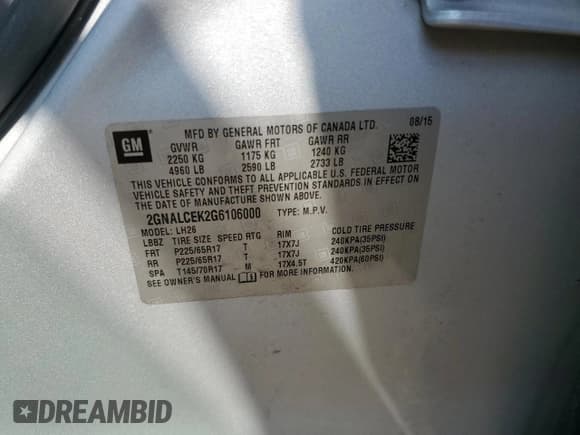 GM
MFD BY GENERAL MOTORS OF CANADA LTD. 08/15
GVWR GAWR FRT GAWR RR
2250 KG 1175 KG 1240 KG
4960 LB 2590 LB 2733 LB
THIS VEHICLE CONFORMS TO ALL APPLICABLE U.S. FEDERAL MOTOR
VEHICLE SAFETY AND THEFT PREVENTION STANDARDS IN EFFECT ON
THE DATE OF MANUFACTURE SHOWN ABOVE.
2GNALCEK2G6106000 TYPE: M.P.V.
MODEL: LH26
LBBZ TIRE SIZE SPEED RTG RIM COLD TIRE PRESSURE
FRT P225/65R17 T 17X7J 240KPA(35PSI)
RR P225/65R17 T 17X7J 240KPA(35PSI)
SPA T145/70R17 M 17X4.5T 420KPA(60PSI)
SEE OWNER'S MANUAL FOR MORE INFORMATION.
DREAMBID